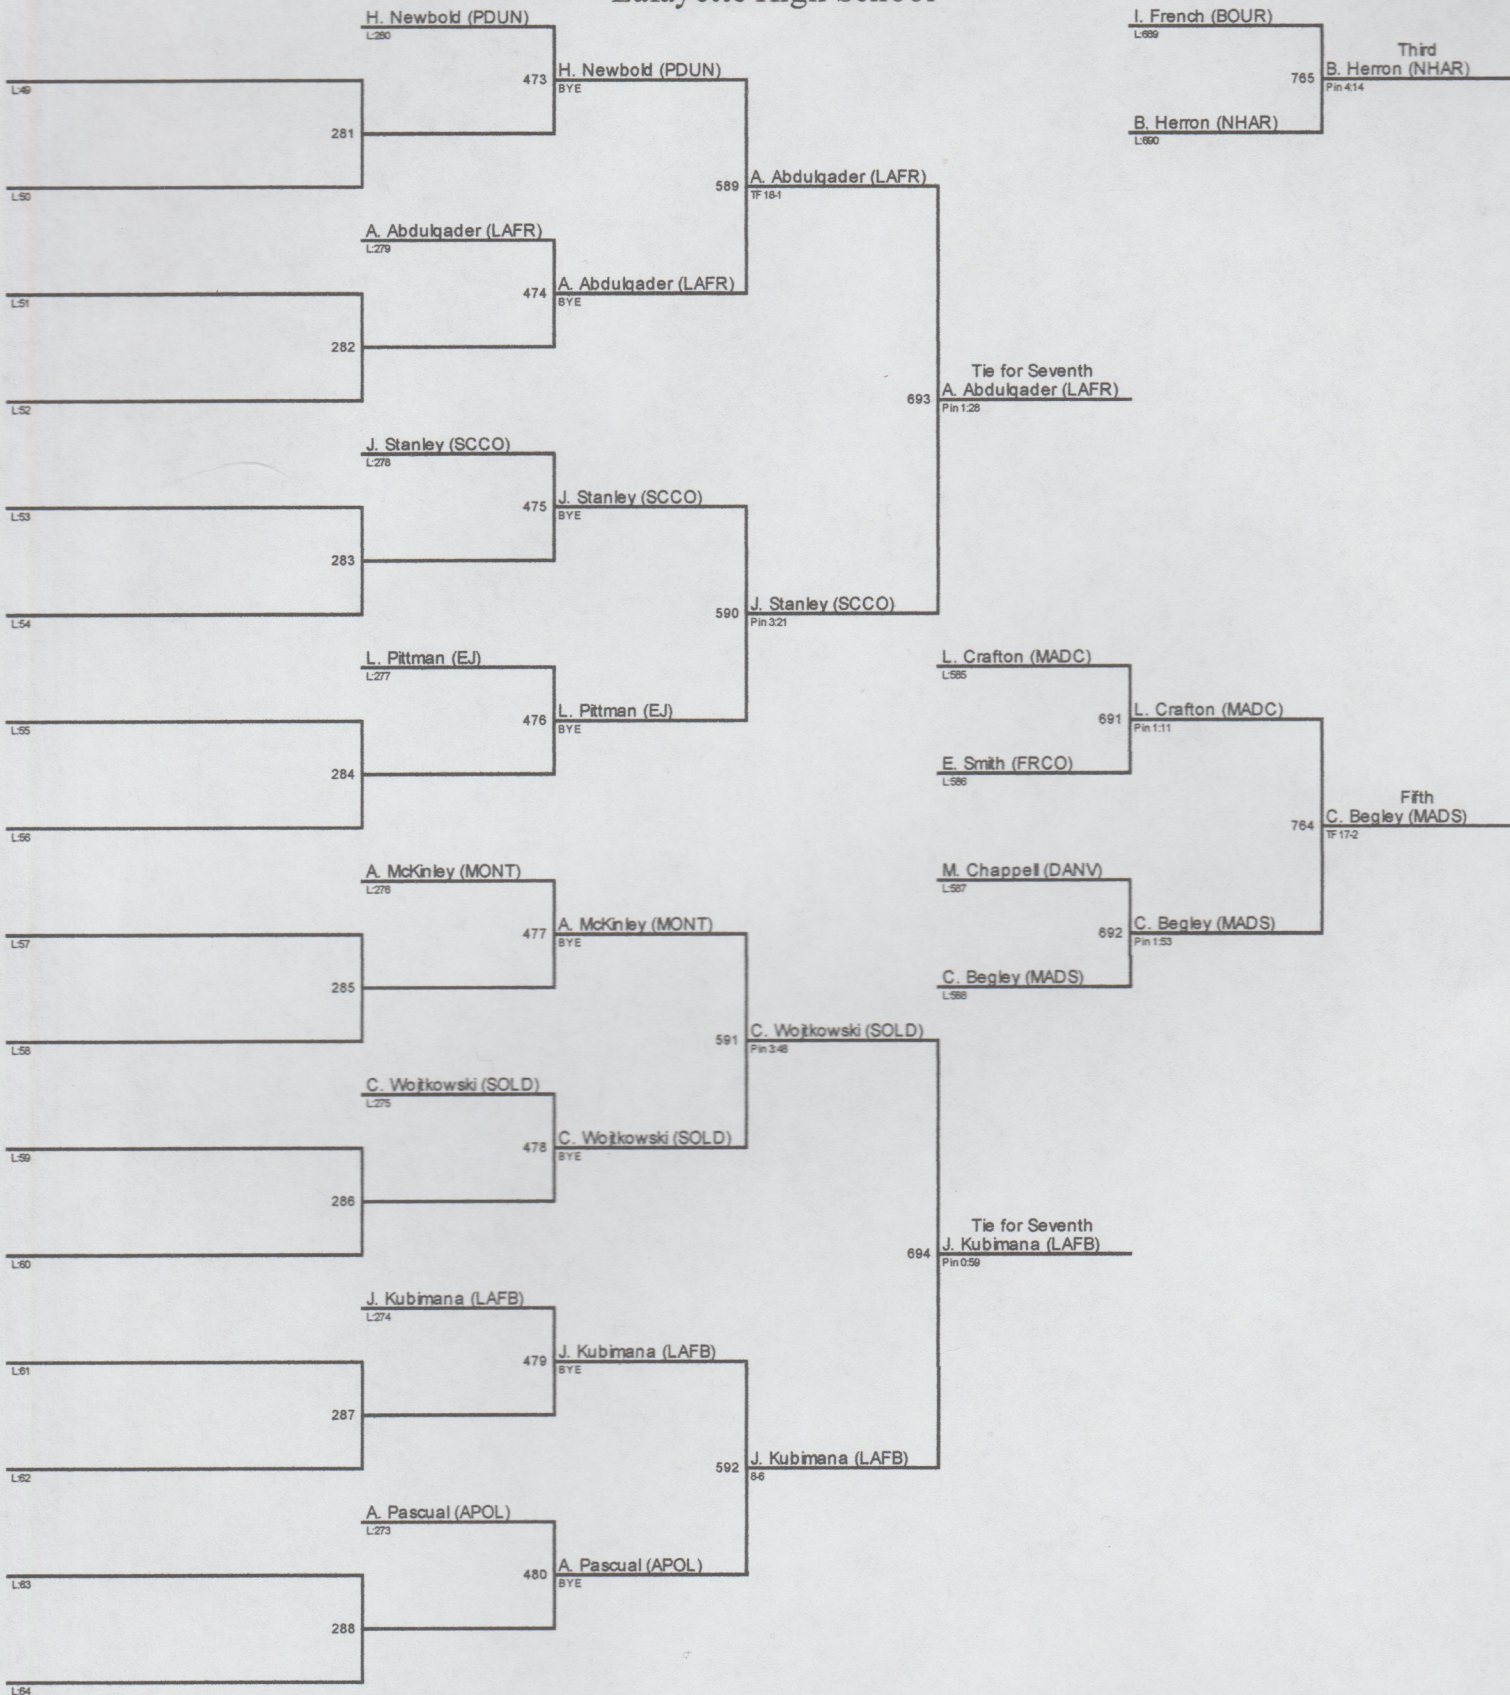 Lafayette High School
H. Newbold (PDUN)
L:280
L:49
281
L:50
473
H. Newbold (PDUN)
BYE
589
A. Abdulqader (LAFR)
TF 18-1
A. Abdulqader (LAFR)
L:279
L:51
282
L:52
474
A. Abdulqader (LAFR)
BYE
J. Stanley (SCCO)
L:278
L:53
283
L:54
475
J. Stanley (SCCO)
BYE
590
J. Stanley (SCCO)
Pin 3:21
L. Pittman (EJ)
L:277
L:55
284
L:56
476
L. Pittman (EJ)
BYE
693
Tie for Seventh
A. Abdulqader (LAFR)
Pin 1:28
A. McKinley (MONT)
L:276
L:57
285
L:58
477
A. McKinley (MONT)
BYE
591
C. Wojtkowski (SOLD)
Pin 3:48
C. Wojtkowski (SOLD)
L:275
L:59
286
L:60
478
C. Wojtkowski (SOLD)
BYE
J. Kubimana (LAFB)
L:274
L:61
287
L:62
479
J. Kubimana (LAFB)
BYE
592
J. Kubimana (LAFB)
8-6
A. Pascual (APOL)
L:273
L:63
288
L:64
480
A. Pascual (APOL)
BYE
694
Tie for Seventh
J. Kubimana (LAFB)
Pin 0:59
I. French (BOUR)
L:689
765
Third
B. Herron (NHAR)
Pin 4:14
B. Herron (NHAR)
L:690
L. Crafton (MADC)
L:585
691
L. Crafton (MADC)
Pin 1:11
E. Smith (FRCO)
L:586
764
Fifth
C. Begley (MADS)
TF 17-2
M. Chappell (DANV)
L:587
692
C. Begley (MADS)
Pin 1:53
C. Begley (MADS)
L:588